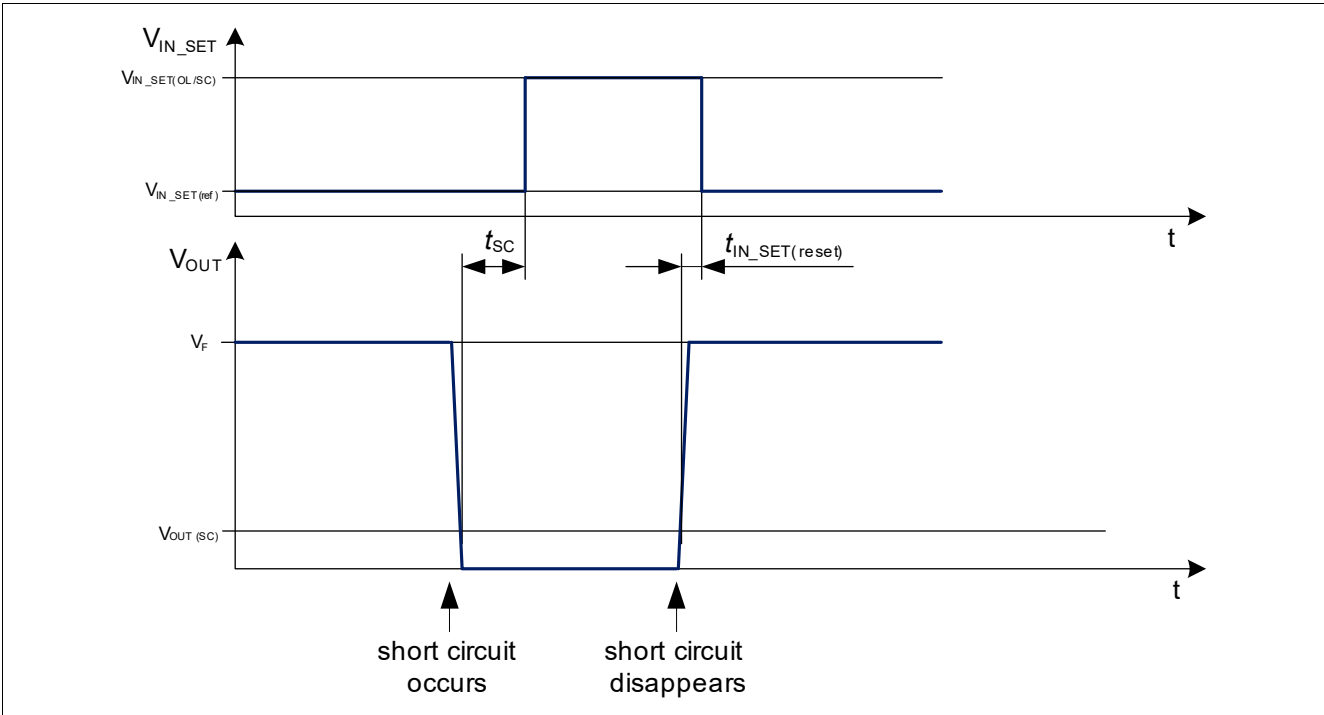 V_IN_SET
V_IN_SET(OL/SC)
V_IN_SET(ref)
t
t_SC
t_IN_SET(reset)
V_OUT
V_F
V_OUT (SC)
t
short circuit
occurs
short circuit
disappears